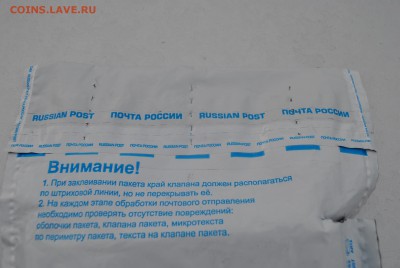 COINS.LAVE.RU
RUSSIAN POST ПОЧТА РОССИИ RUSSIAN POST ПОЧТА РОССИИ
Внимание!
1. При заклеивании пакета край клапана должен располагаться
по штриховой линии, но не перекрывать её.
2. На каждом этапе обработки почтового отправления
необходимо проверять отсутствие повреждений:
оболочки пакета, клапана пакета, микротекста
по периметру пакета, текста на клапане пакета.